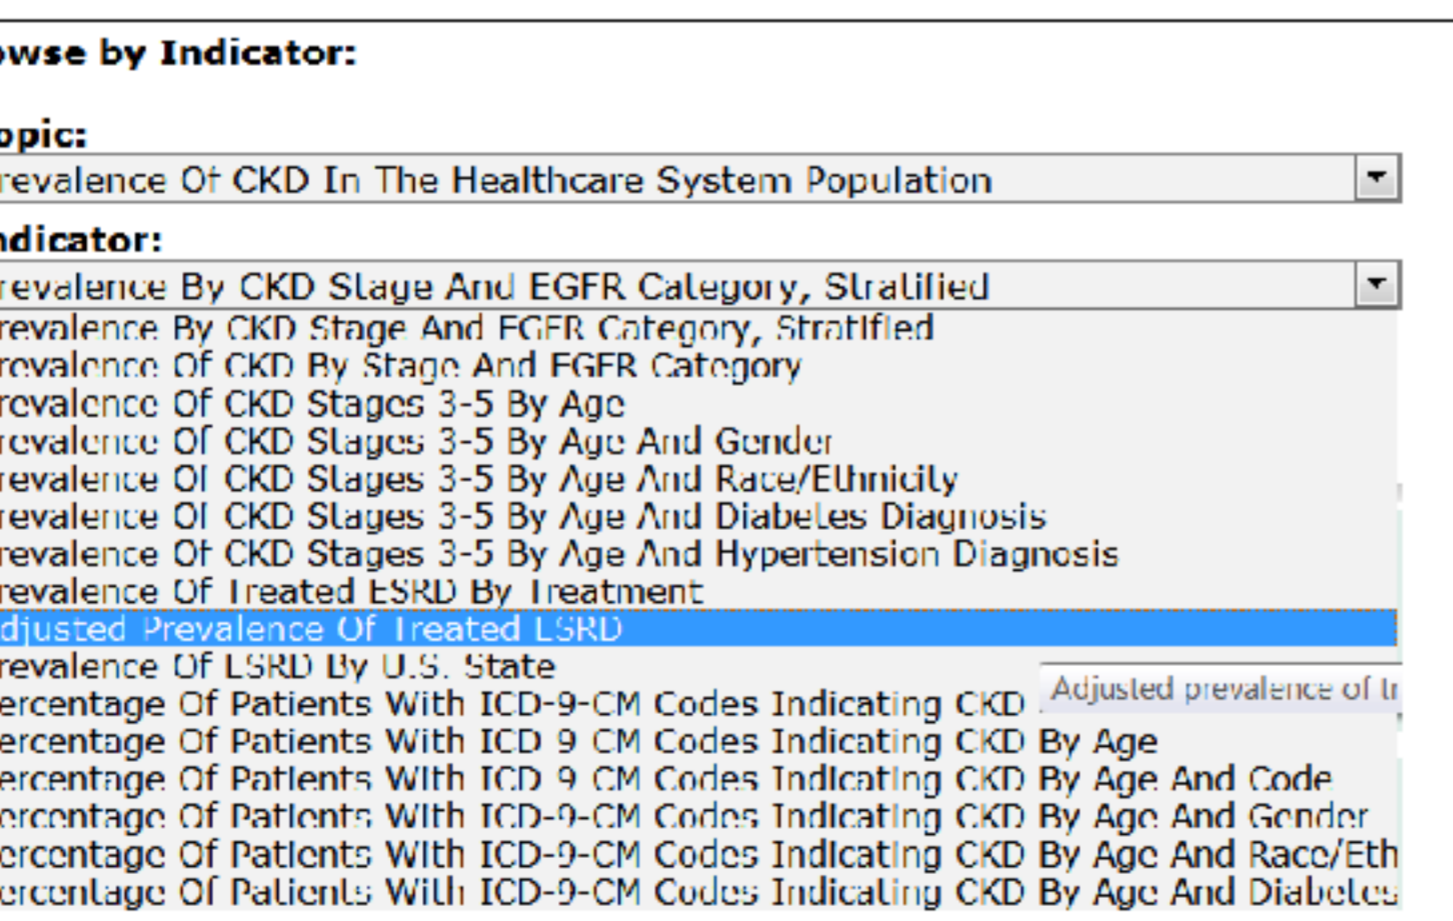 owse by Indicator:
opic:
revalence Of CKD In The Healthcare System Population
ndicator:
revalence By CKD Stage And EGFR Category, Stratified
revalence By CKD Stage And EGFR Category, Stratified
revalence Of CKD By Stage And EGFR Category
revalence Of CKD Stages 3-5 By Age
revalence Of CKD Stages 3-5 By Age And Gender
revalence Of CKD Stages 3-5 By Age And Race/Ethnicity
revalence Of CKD Stages 3-5 By Age And Diabetes Diagnosis
revalence Of CKD Stages 3-5 By Age And Hypertension Diagnosis
revalence Of Treated ESRD By Treatment
djusted Prevalence Of Treated ESRD
revalence Of ESRD By U.S. State
ercentage Of Patients With ICD-9-CM Codes Indicating CKD
Adjusted prevalence of tr
ercentage Of Patients With ICD-9-CM Codes Indicating CKD By Age
ercentage Of Patients With ICD-9-CM Codes Indicating CKD By Age And Code
ercentage Of Patients With ICD-9-CM Codes Indicating CKD By Age And Gender
ercentage Of Patients With ICD-9-CM Codes Indicating CKD By Age And Race/Eth
ercentage Of Patients With ICD-9-CM Codes Indicating CKD By Age And Diabetes